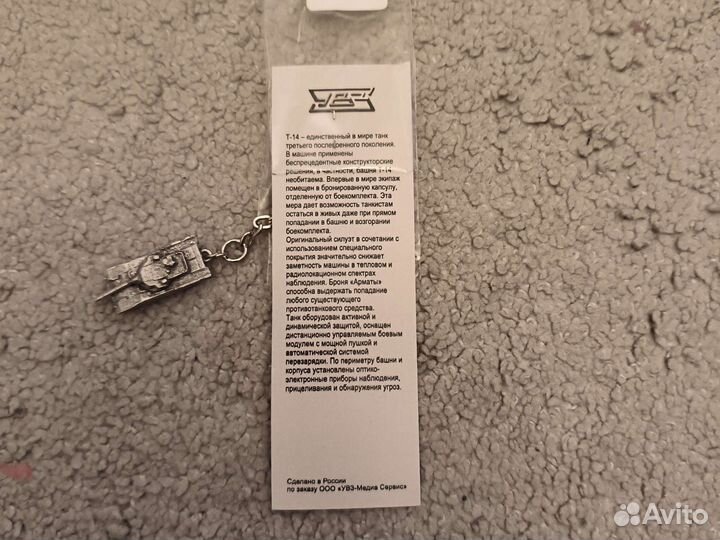 УВЗ
Т-14 – единственный в мире танк
третьего послевоенного поколения.
В машине применены
беспрецедентные конструкторские
решения, в частности, башня Т-14
необитаема. Впервые в мире экипаж
помещен в бронированную капсулу,
отделенную от боекомплекта. Эта
мера дает возможность танкистам
остаться в живых даже при прямом
попадании в башню и возгорании
боекомплекта.
Оригинальный силуэт в сочетании с
использованием специального
покрытия значительно снижает
заметность машины в тепловом и
радиолокационном спектрах
наблюдения. Броня «Арматы»
способна выдержать попадание
любого существующего
противотанкового средства.
Танк оборудован активной и
динамической защитой, оснащен
дистанционно управляемым боевым
модулем с мощной пушкой и
автоматической системой
перезарядки. По периметру башни и
корпуса установлены оптико-
электронные приборы наблюдения,
прицеливания и обнаружения угроз.
Сделано в России
по заказу ООО «УВЗ-Медиа Сервис»
Avito